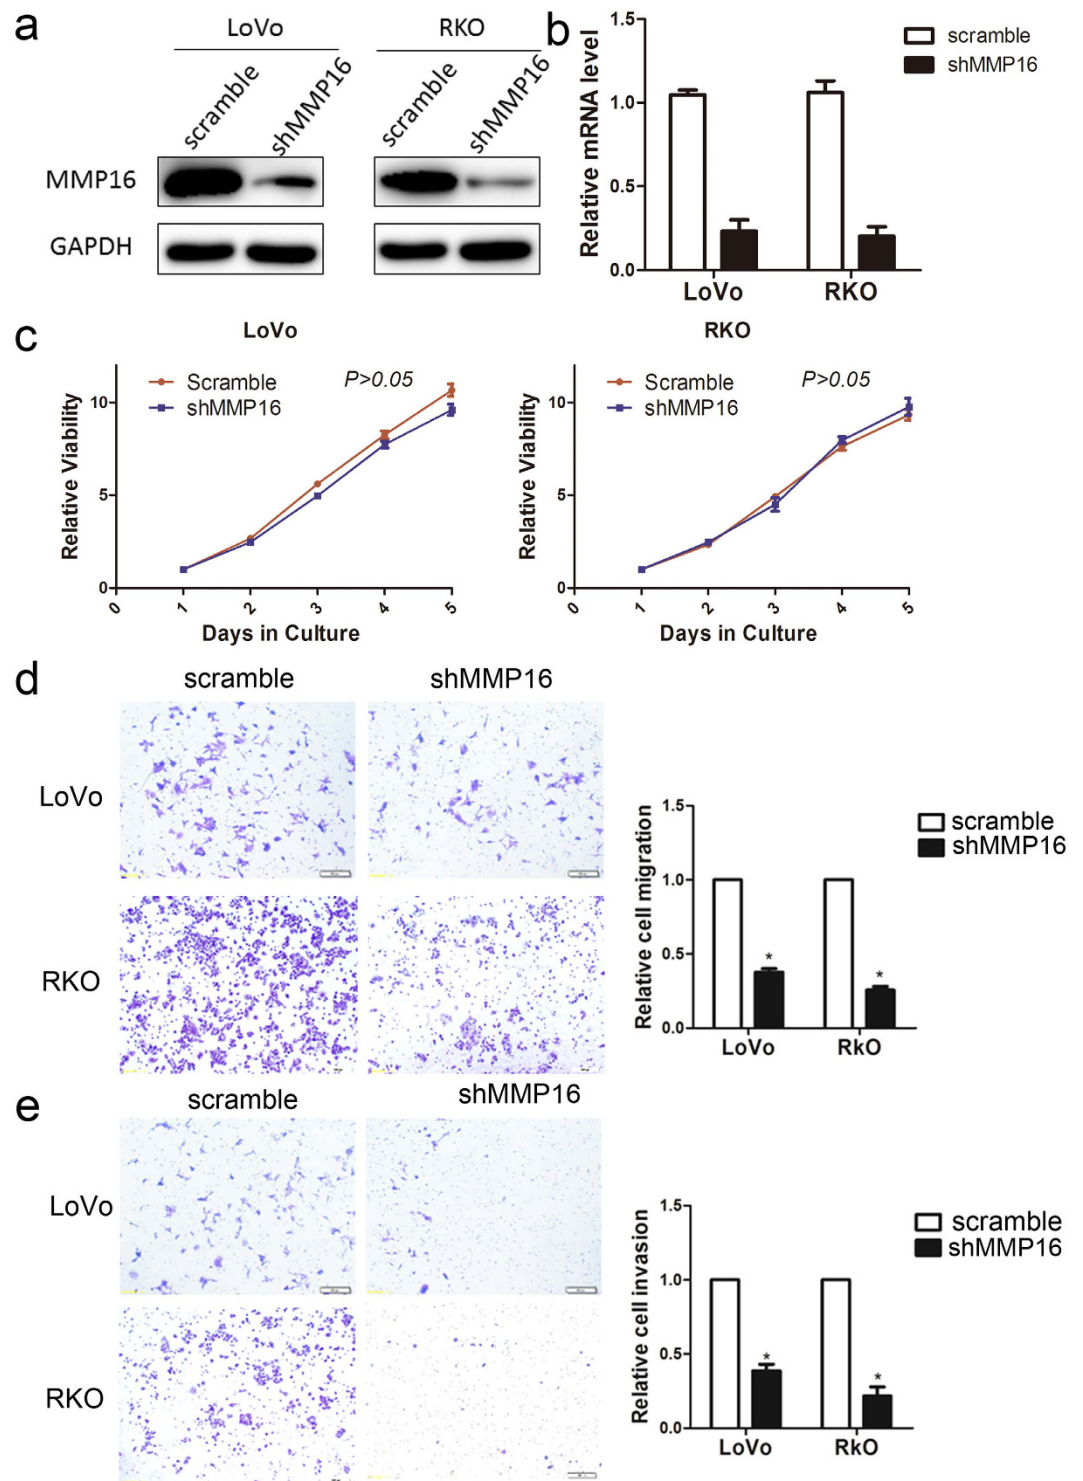 a
LoVo
RKO
scramble
shMMP16
scramble
shMMP16
MMP16
GAPDH
b
Relative mRNA level
1.5
1.0
0.5
0.0
LoVo
RKO
scramble
shMMP16
c
LoVo
Scramble
shMMP16
P>0.05
Relative Viability
10
5
0
0
1
2
3
4
5
Days in Culture
RKO
Scramble
shMMP16
P>0.05
Relative Viability
10
5
0
0
1
2
3
4
5
Days in Culture
d
scramble
shMMP16
LoVo
RKO
Relative cell migration
1.5
1.0
0.5
0.0
*
*
LoVo
RkO
scramble
shMMP16
e
scramble
shMMP16
LoVo
RKO
Relative cell invasion
1.5
1.0
0.5
0.0
*
*
LoVo
RkO
scramble
shMMP16